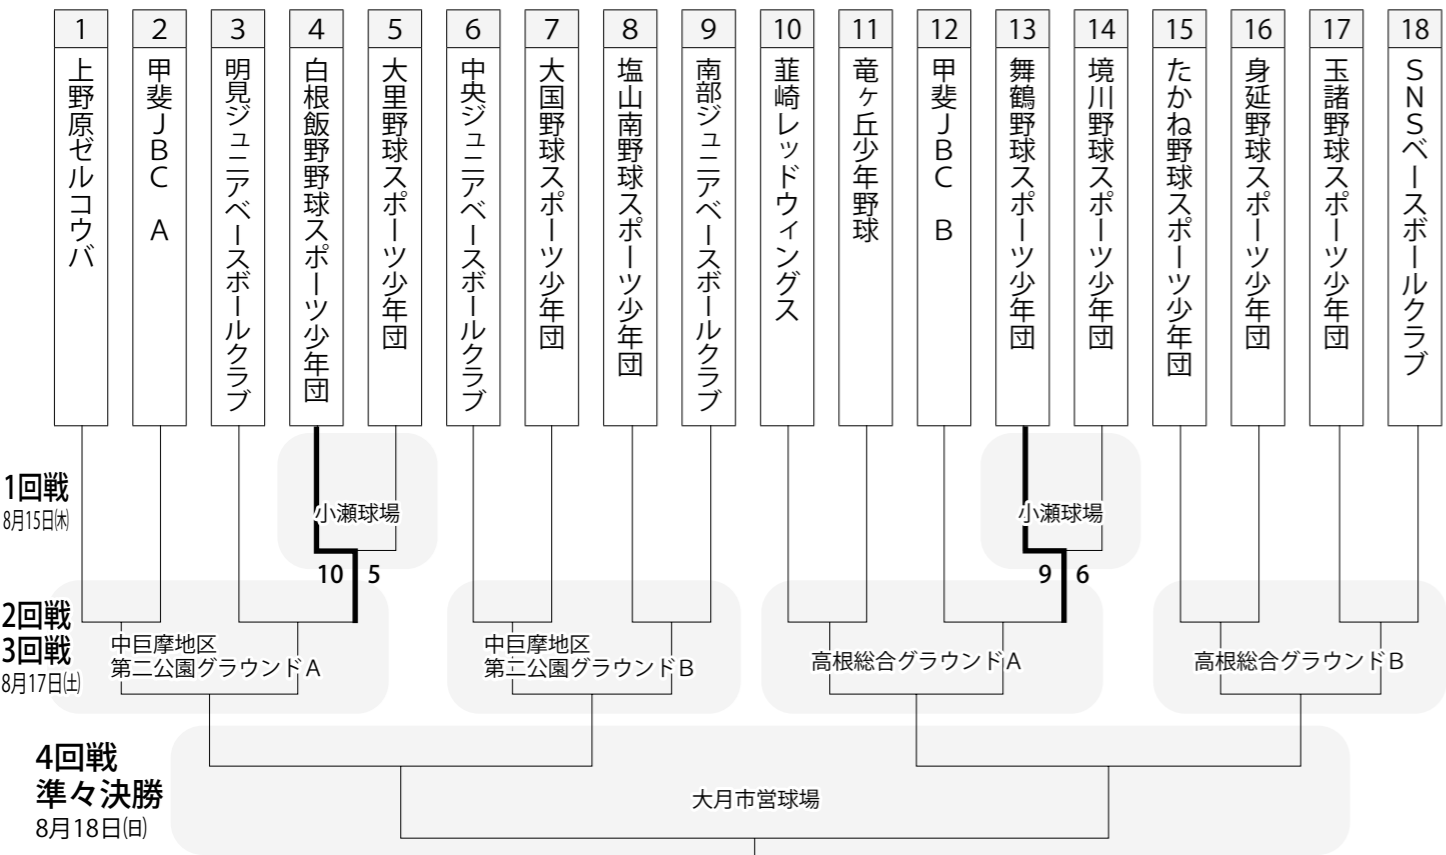 1
2
3
4
5
6
7
8
9
10
11
12
13
14
15
16
17
18
上野原ゼルコウバ
甲斐JBC A
明見ジュニアベースボールクラブ
白根飯野野球スポーツ少年団
大里野球スポーツ少年団
中央ジュニアベースボールクラブ
大国野球スポーツ少年団
塩山南野球スポーツ少年団
南部ジュニアベースボールクラブ
韮崎レッドウィングス
竜ヶ丘少年野球
甲斐JBC B
舞鶴野球スポーツ少年団
境川野球スポーツ少年団
たかね野球スポーツ少年団
身延野球スポーツ少年団
玉諸野球スポーツ少年団
SNSベースボールクラブ
1回戦
8月15日㈭
小瀬球場
小瀬球場
10 5
9 6
2回戦
3回戦
8月17日㈯
中巨摩地区
第二公園グラウンドA
中巨摩地区
第二公園グラウンドB
高根総合グラウンドA
高根総合グラウンドB
4回戦
準々決勝
8月18日㈰
大月市営球場